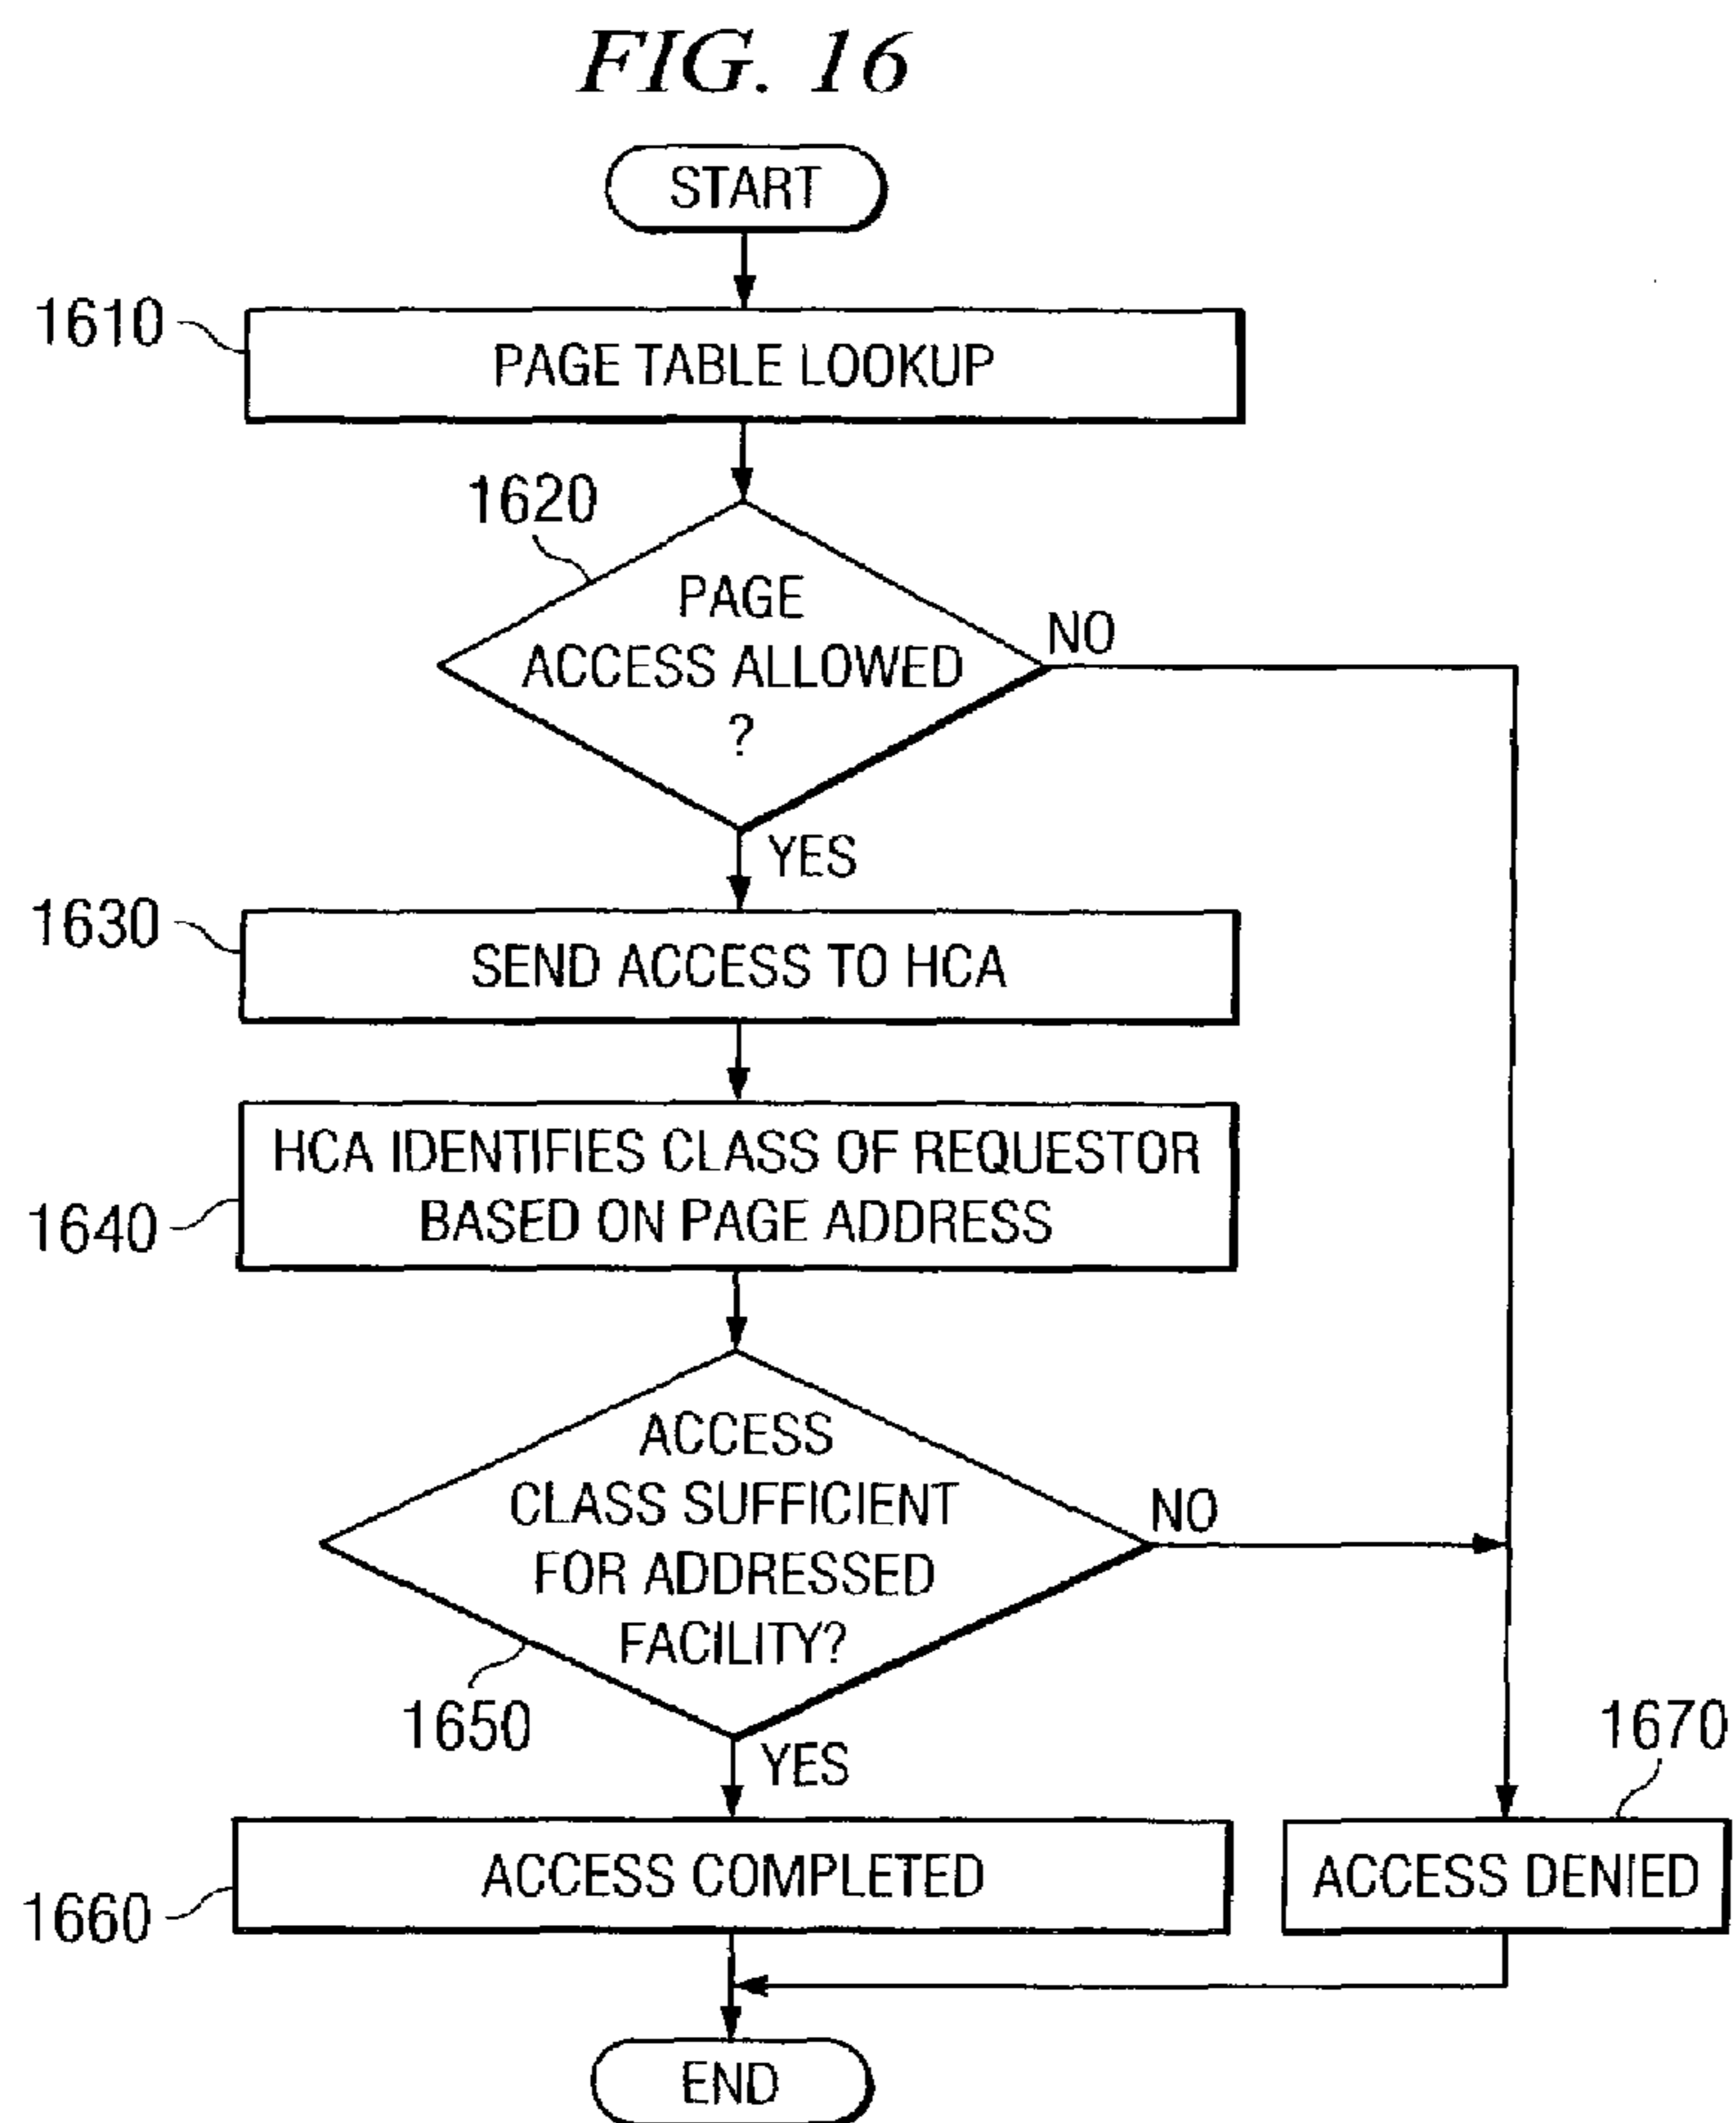 FIG. 16
START
1610
PAGE TABLE LOOKUP
1620
PAGE
ACCESS ALLOWED
?
NO
YES
1630
SEND ACCESS TO HCA
HCA IDENTIFIES CLASS OF REQUESTOR
BASED ON PAGE ADDRESS
1640
ACCESS
CLASS SUFFICIENT
FOR ADDRESSED
FACILITY?
NO
1650
YES
1670
ACCESS COMPLETED
1660
ACCESS DENIED
END